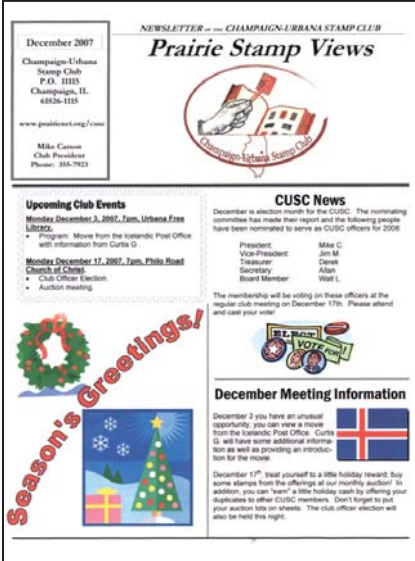 NEWSLETTER OF THE CHAMPAIGN-URBANA STAMP CLUB
Prairie Stamp Views
December 2007
Champaign-Urbana
Stamp Club
P.O. 11115
Champaign, IL
61826-1115
www.prairienet.org/cusc
Mike Carson
Club President
Phone: 355-7923
Champaign-Urbana Stamp Club
Upcoming Club Events
Monday December 3, 2007, 7pm, Urbana Free
Library.
• Program: Movie from the Icelandic Post Office
with information from Curtis G.
Monday December 17, 2007, 7pm, Philo Road
Church of Christ.
• Club Officer Election.
• Auction meeting.
Season's Greetings!
CUSC News
December is election month for the CUSC. The nominating
committee has made their report and the following people
have been nominated to serve as CUSC officers for 2008:
President: Mike C.
Vice-President: Jim M.
Treasurer: Derek
Secretary: Allan
Board Member: Walt L.
The membership will be voting on these officers at the
regular club meeting on December 17th. Please attend
and cast your vote!
ELECT
VOTE FOR !
December Meeting Information
December 3 you have an unusual
opportunity; you can view a movie
from the Icelandic Post Office. Curtis
G. will have some additional informa-
tion as well as providing an introduc-
tion for the movie.
December 17th, treat yourself to a little holiday reward; buy
some stamps from the offerings at our monthly auction! In
addition, you can "earn" a little holiday cash by offering your
duplicates to other CUSC members. Don't forget to put
your auction lots on sheets. The club officer election will
also be held this night.